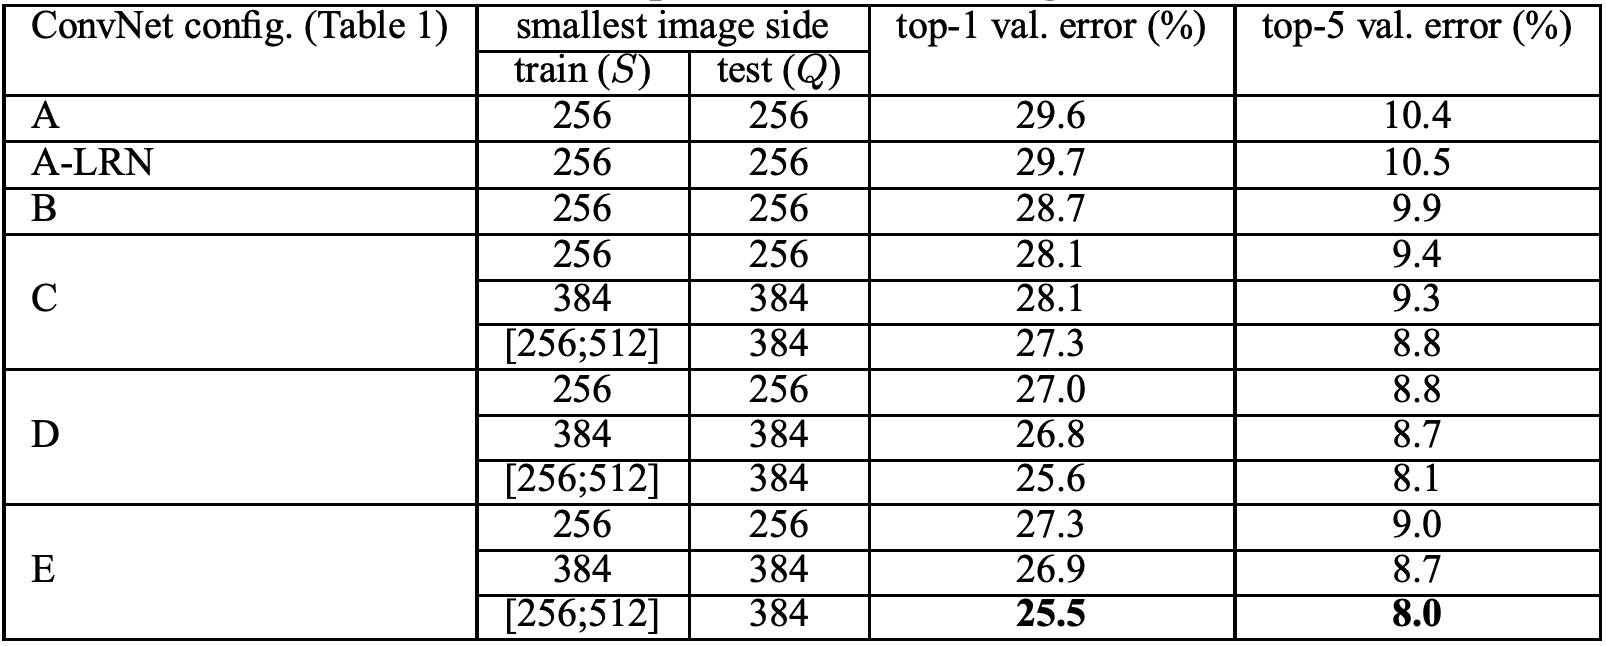 ConvNet config. (Table 1) smallest image side top-1 val. error (%) top-5 val. error (%)
train (S) test (Q)
A 256 256 29.6 10.4
A-LRN 256 256 29.7 10.5
B 256 256 28.7 9.9
256 256 28.1 9.4
C 384 384 28.1 9.3
[256;512] 384 27.3 8.8
256 256 27.0 8.8
D 384 384 26.8 8.7
[256;512] 384 25.6 8.1
256 256 27.3 9.0
E 384 384 26.9 8.7
[256;512] 384 25.5 8.0